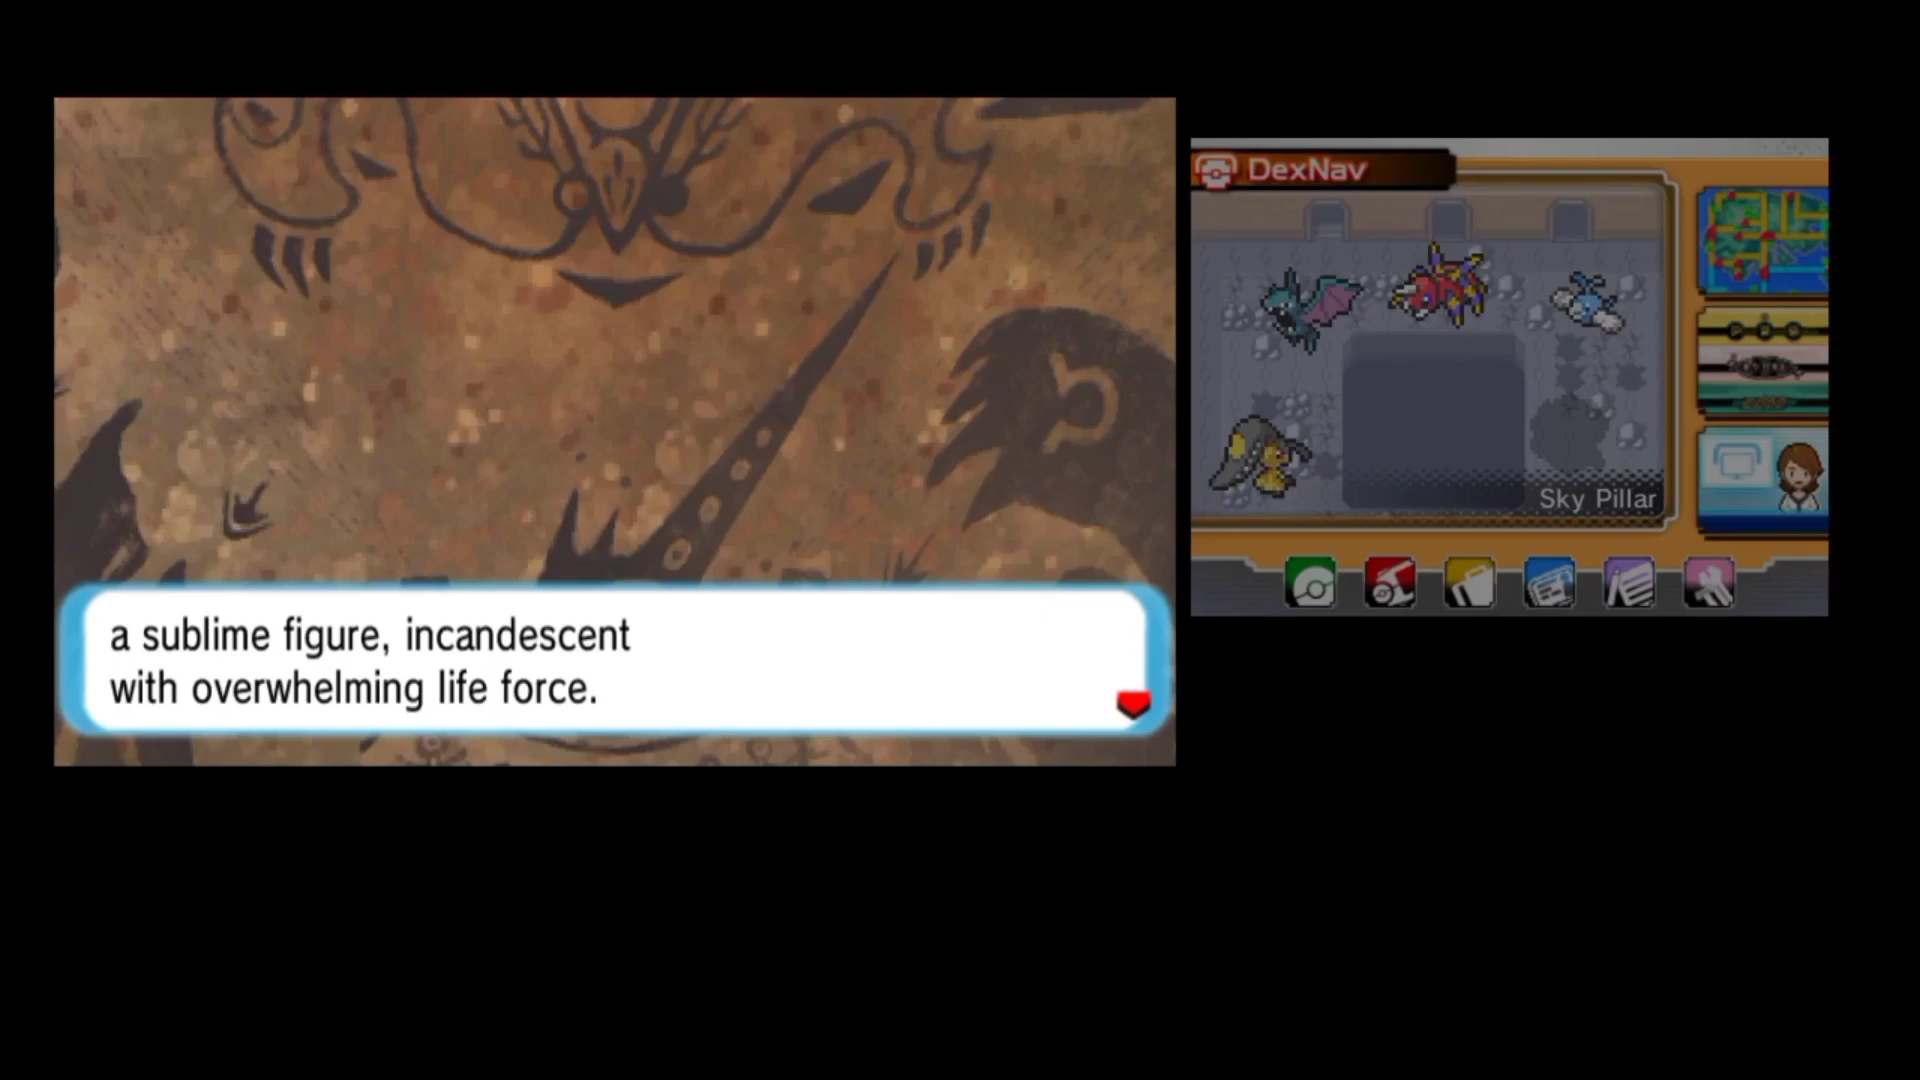 a sublime figure, incandescent
with overwhelming life force.
DexNav
Sky Pillar